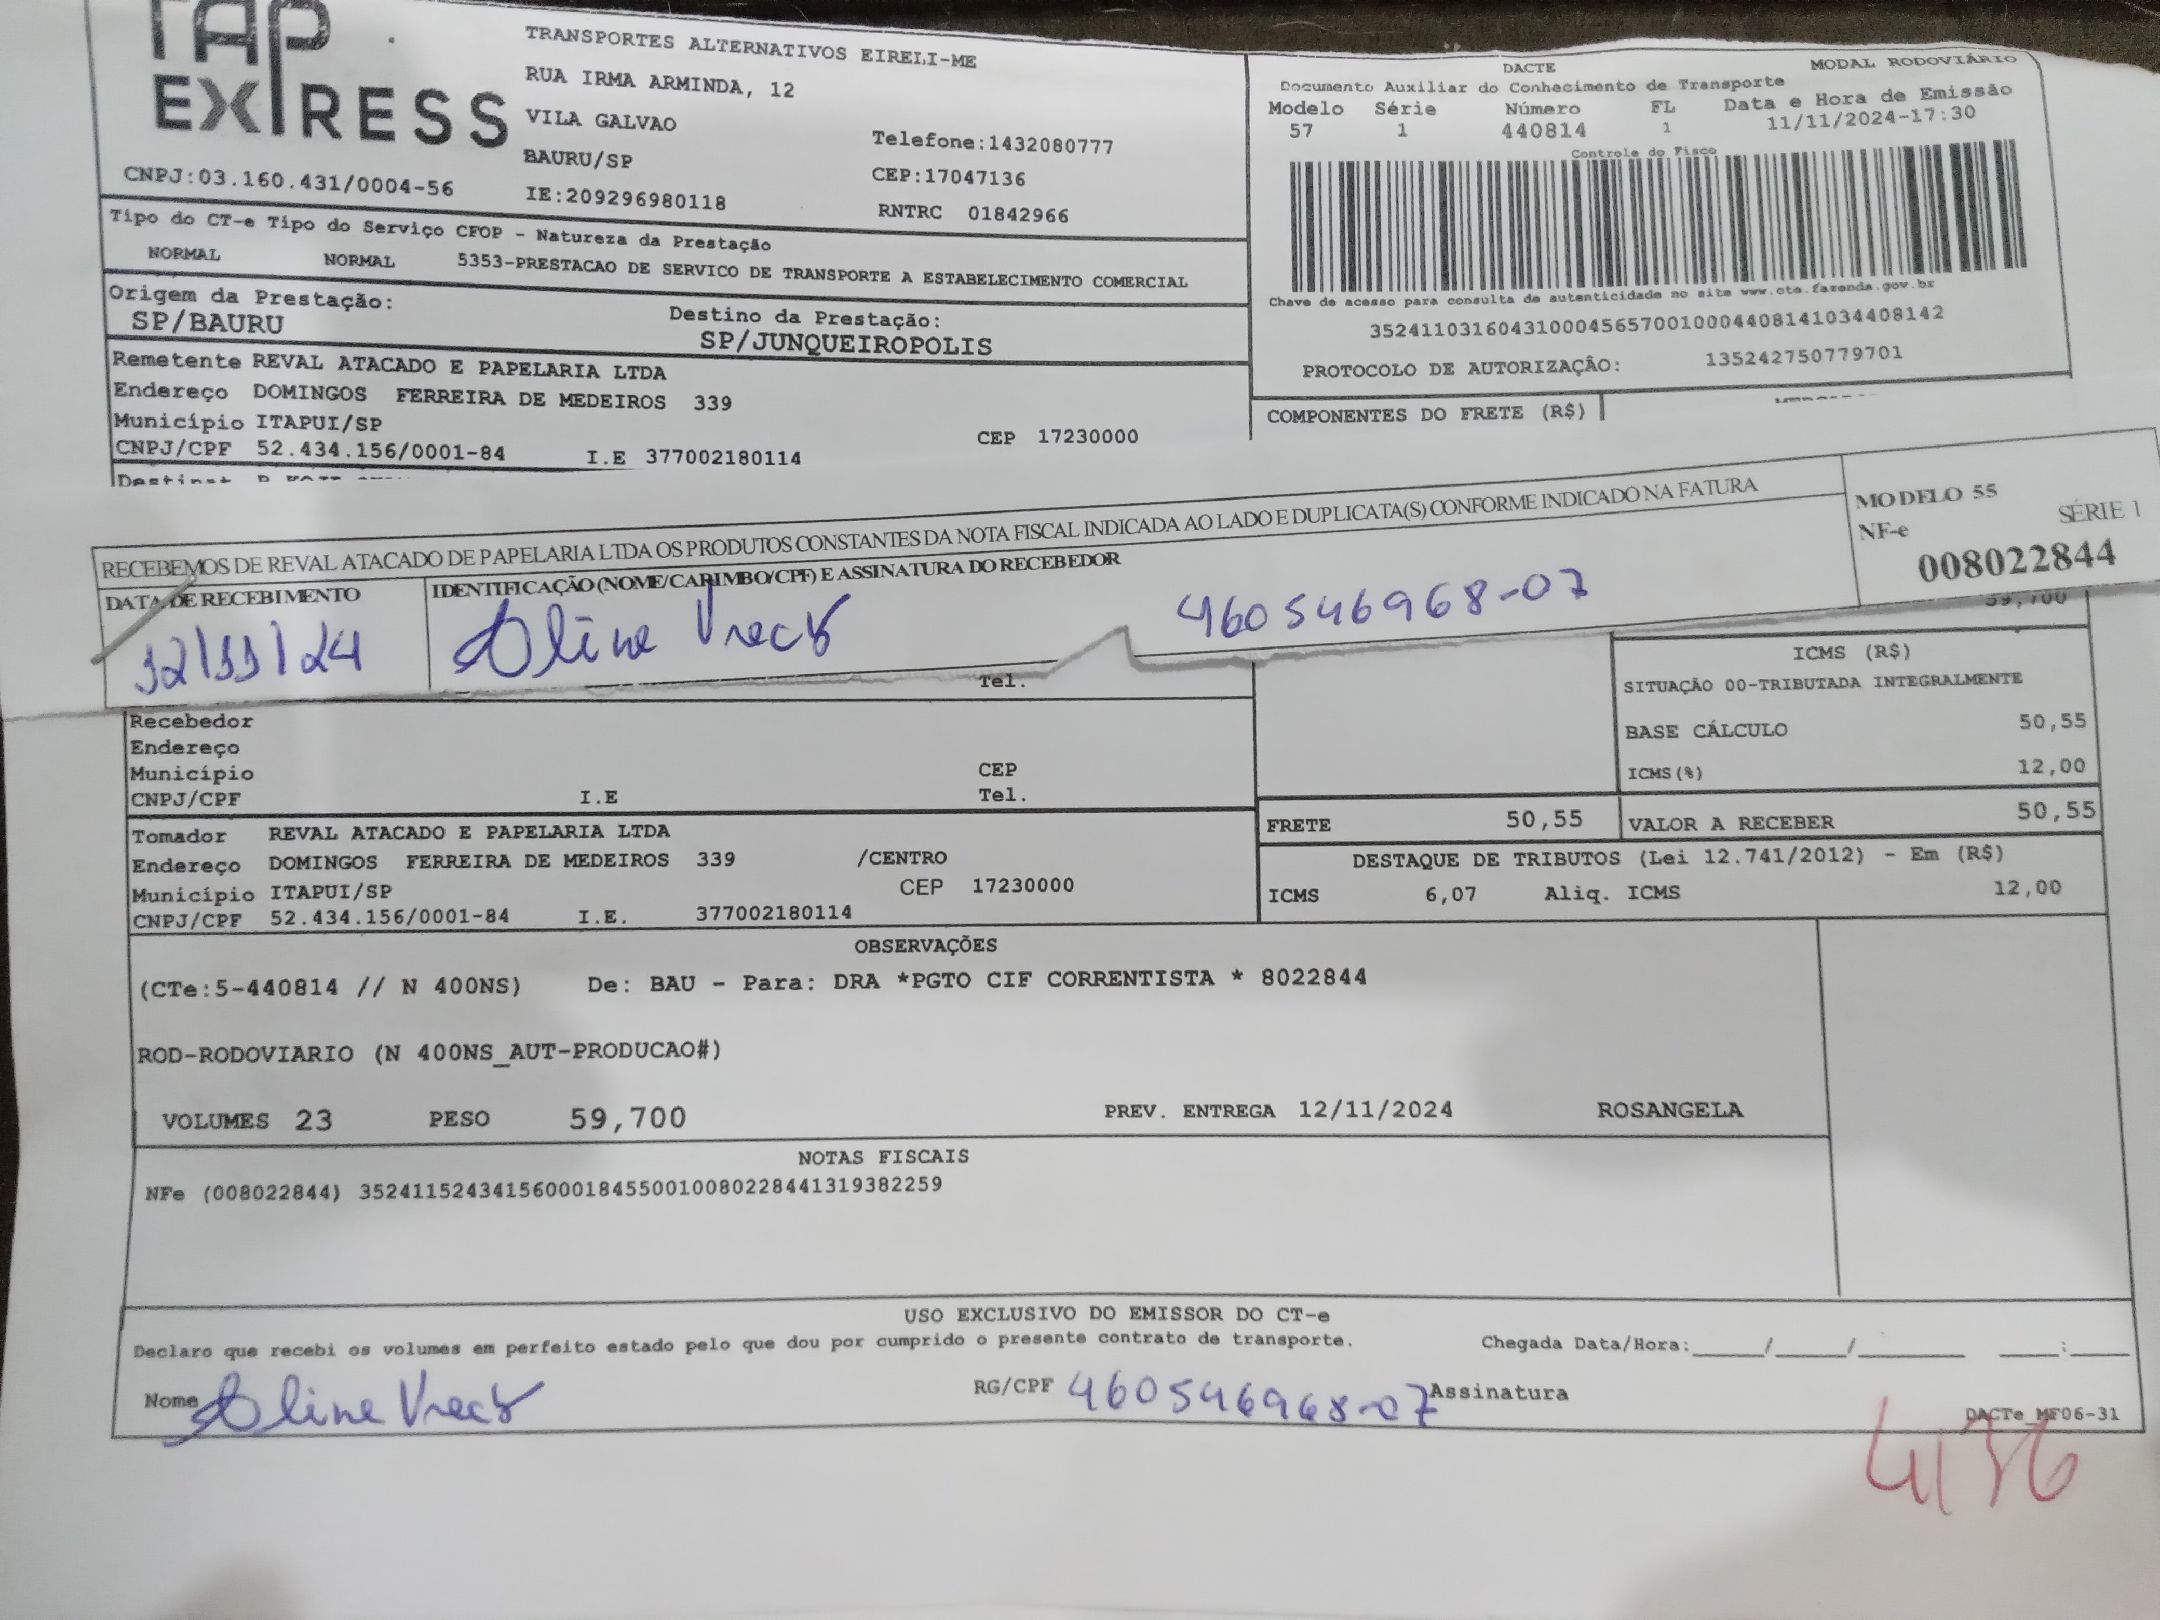 TAP
EXPRESS
CNPJ:03.160.431/0004-56
TRANSPORTES ALTERNATIVOS EIRELI-ME
RUA IRMA ARMINDA, 12
VILA GALVAO
BAURU/SP
IE:209296980118
Telefone:1432080777
CEP:17047136
RNTRC 01842966
DACTE
MODAL RODOVIÁRIO
Documento Auxiliar do Conhecimento de Transporte
Modelo Série Número FL Data e Hora de Emissão
57 1 440814 1 11/11/2024-17:30
Controle do Fisco
Chave de acesso para consulta de autenticidade no site www.cte.fazenda.gov.br
35241103160431000456570010004408141034408142
PROTOCOLO DE AUTORIZAÇÃO: 135242750779701
COMPONENTES DO FRETE (R$)
Tipo do CT-e Tipo do Serviço CFOP - Natureza da Prestação
NORMAL NORMAL 5353-PRESTACAO DE SERVICO DE TRANSPORTE A ESTABELECIMENTO COMERCIAL
Origem da Prestação: Destino da Prestação:
SP/BAURU SP/JUNQUEIROPOLIS
Remetente REVAL ATACADO E PAPELARIA LTDA
Endereço DOMINGOS FERREIRA DE MEDEIROS 339
Município ITAPUI/SP CEP 17230000
CNPJ/CPF 52.434.156/0001-84 I.E 377002180114
RECEBEMOS DE REVAL ATACADO DE PAPELARIA LTDA OS PRODUTOS CONSTANTES DA NOTA FISCAL INDICADA AO LADO E DUPLICATA(S) CONFORME INDICADO NA FATURA
DATA DE RECEBIMENTO IDENTIFICAÇÃO (NOME/CARIMBO/CPF) E ASSINATURA DO RECEBEDOR
12/11/24 Aline 460546968-07
MODELO 55
NF-e SÉRIE 1
008022844
59,700
Tel.
Recebedor
Endereço
Município CEP
CNPJ/CPF I.E Tel.
ICMS (R$)
SITUAÇÃO 00-TRIBUTADA INTEGRALMENTE
BASE CÁLCULO 50,55
ICMS(%) 12,00
FRETE 50,55 VALOR A RECEBER 50,55
Tomador REVAL ATACADO E PAPELARIA LTDA
Endereço DOMINGOS FERREIRA DE MEDEIROS 339 /CENTRO
Município ITAPUI/SP CEP 17230000
CNPJ/CPF 52.434.156/0001-84 I.E. 377002180114
DESTAQUE DE TRIBUTOS (Lei 12.741/2012) - Em (R$)
ICMS 6,07 Aliq. ICMS 12,00
OBSERVAÇÕES
(CTe:5-440814 // N 400NS) De: BAU - Para: DRA *PGTO CIF CORRENTISTA * 8022844
ROD-RODOVIARIO (N 400NS_AUT-PRODUCAO#)
VOLUMES 23 PESO 59,700 PREV. ENTREGA 12/11/2024 ROSANGELA
NOTAS FISCAIS
NFe (008022844) 35241152434156000184550010080228441319382259
USO EXCLUSIVO DO EMISSOR DO CT-e
Declaro que recebi os volumes em perfeito estado pelo que dou por cumprido o presente contrato de transporte. Chegada Data/Hora:____/____/______ ____:____
Nome Aline RG/CPF 460546968-07 Assinatura
DACTe_MF06-31